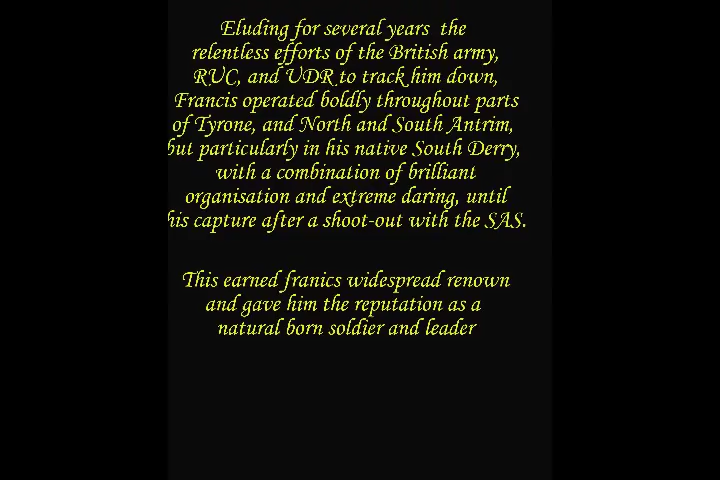 Eluding for several years the
relentless efforts of the British army,
RUC, and UDR to track him down,
Francis operated boldly throughout parts
of Tyrone, and North and South Antrim,
but particularly in his native South Derry,
with a combination of brilliant
organisation and extreme daring, until
his capture after a shoot-out with the SAS.
This earned franics widespread renown
and gave him the reputation as a
natural born soldier and leader